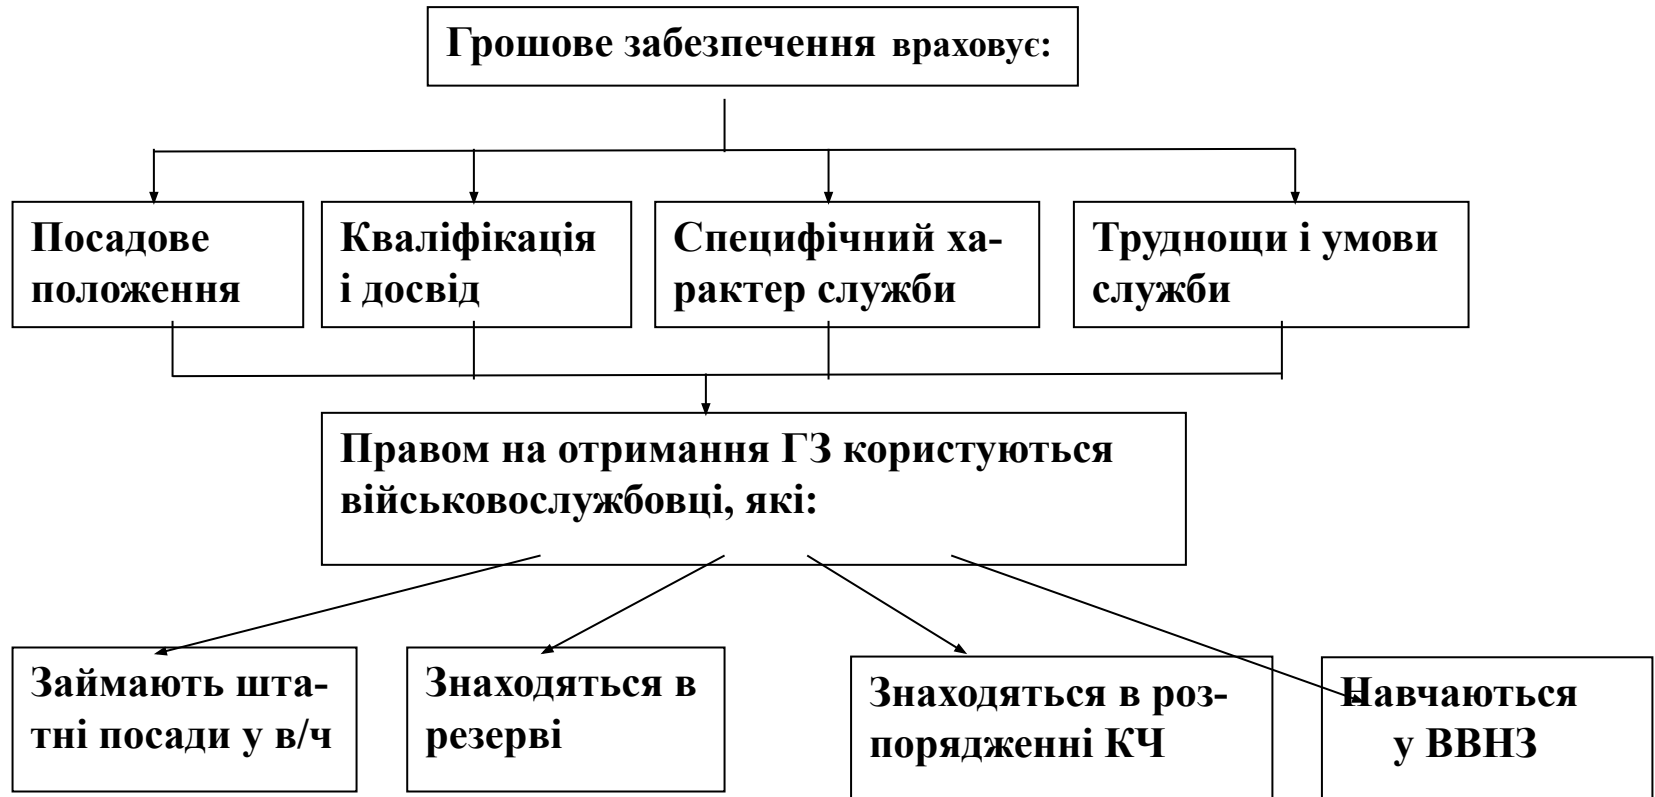 Грошове забезпечення враховує:
Посадове
положення
Кваліфікація
і досвід
Специфічний ха-
рактер служби
Труднощи і умови
служби
Правом на отримання ГЗ користуються
військовослужбовці, які:
Займають шта-
тні посади у в/ч
Знаходяться в
резерві
Знаходяться в роз-
порядженні КЧ
Навчаються
у ВВНЗ